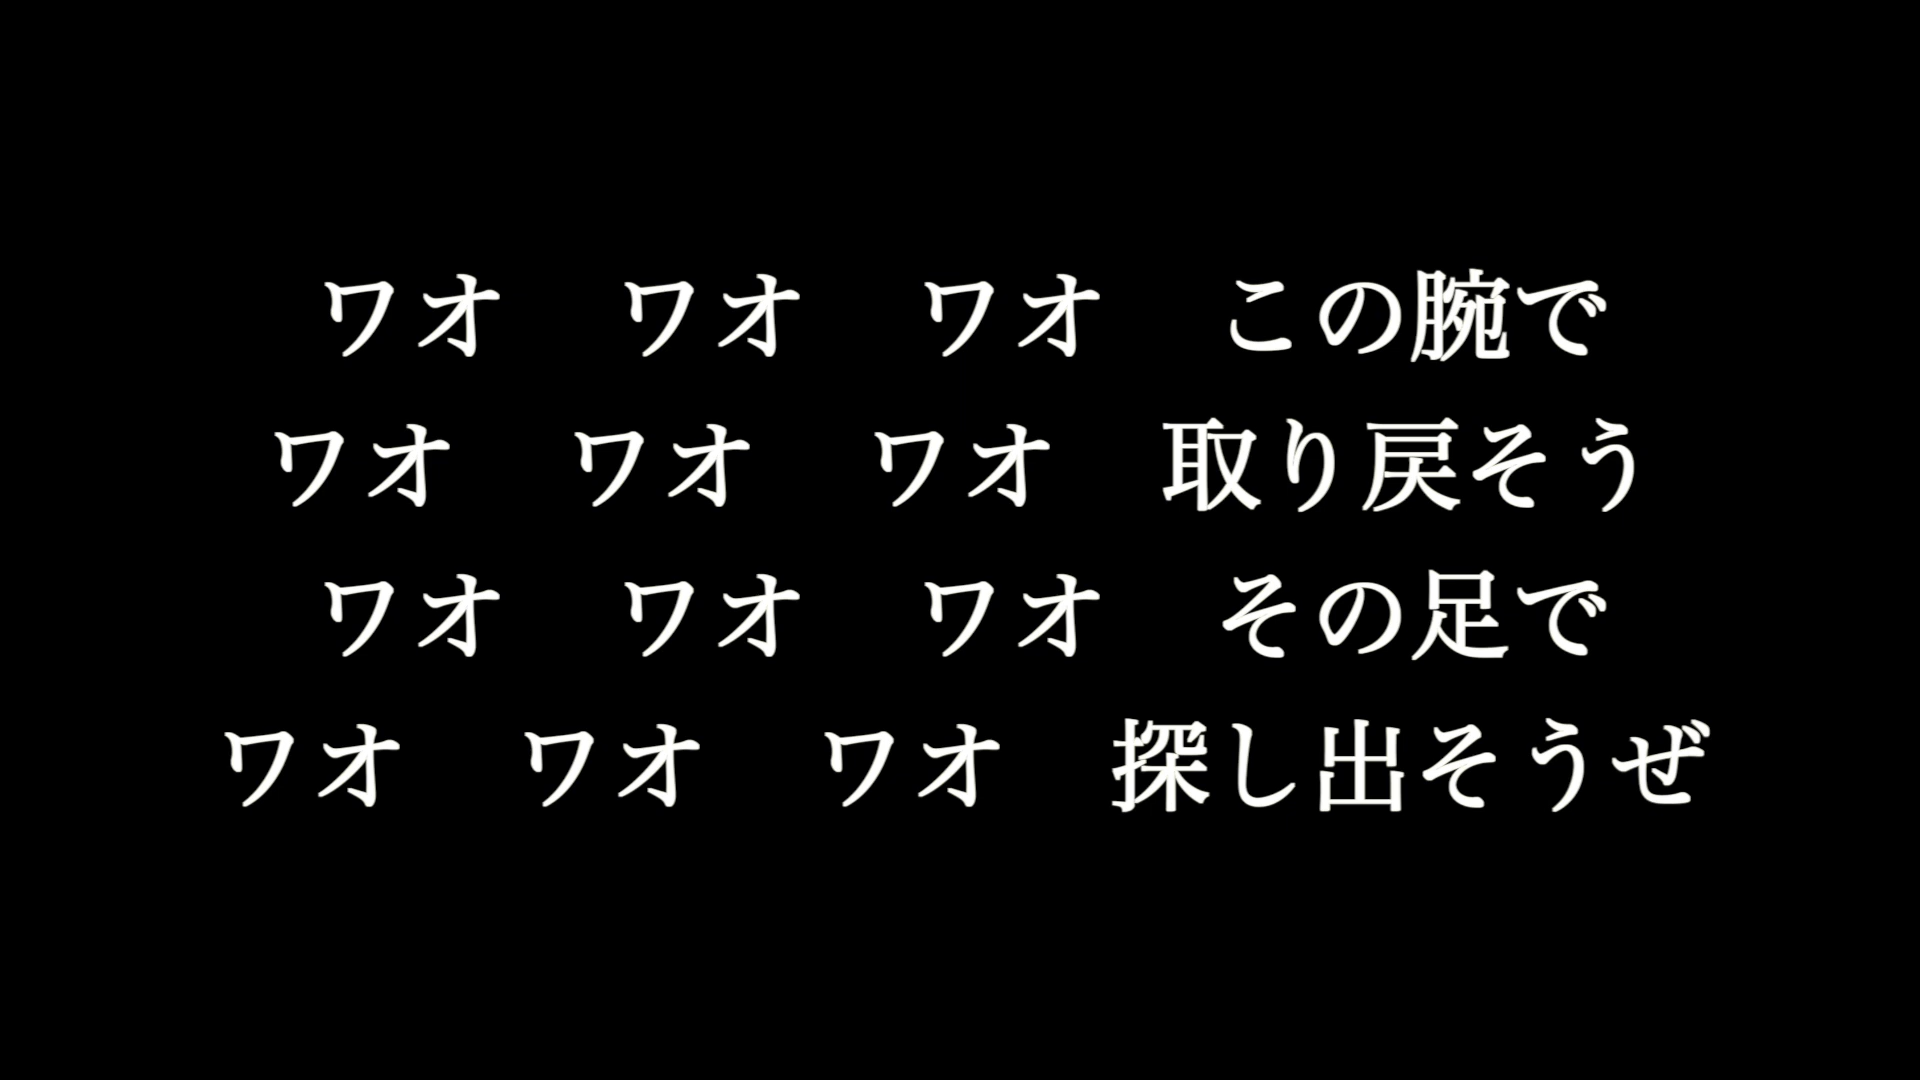 ワオ　ワオ　ワオ　この腕で
ワオ　ワオ　ワオ　取り戻そう
ワオ　ワオ　ワオ　その足で
ワオ　ワオ　ワオ　探し出そうぜ